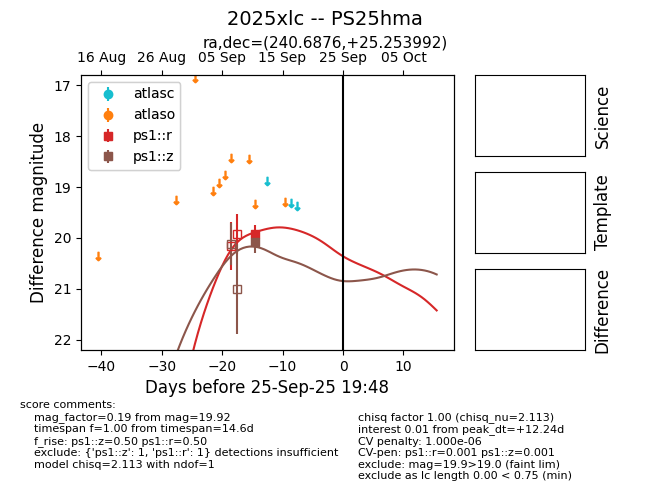 2025xlc -- PS25hma
ra,dec=(240.6876,+25.253992)
16 Aug 26 Aug 05 Sep 15 Sep 25 Sep 05 Oct
17
18
19
20
21
22
Difference magnitude
atlasc
atlaso
ps1::r
ps1::z
−40 −30 −20 −10 0 10
Days before 25-Sep-25 19:48
Science
Template
Difference
score comments:
mag_factor=0.19 from mag=19.92
timespan f=1.00 from timespan=14.6d
f_rise: ps1::z=0.50 ps1::r=0.50
exclude: {'ps1::z': 1, 'ps1::r': 1} detections insufficient
model chisq=2.113 with ndof=1
chisq factor 1.00 (chisq_nu=2.113)
interest 0.01 from peak_dt=+12.24d
CV penalty: 1.000e-06
CV-pen: ps1::r=0.001 ps1::z=0.001
exclude: mag=19.9>19.0 (faint lim)
exclude as lc length 0.00 < 0.75 (min)